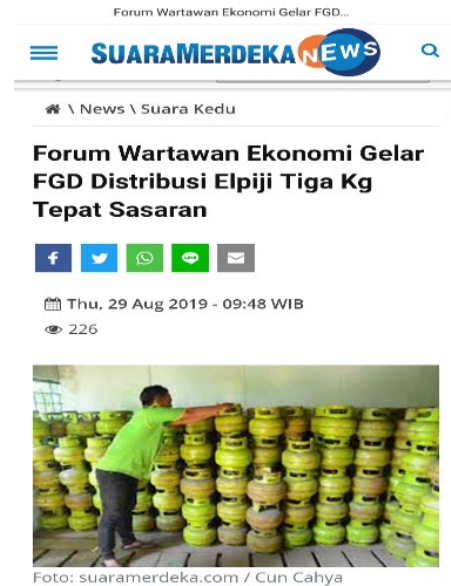 Forum Wartawan Ekonomi Gelar FGD...
SUARAMERDEKA NEWS
\ News \ Suara Kedu
Forum Wartawan Ekonomi Gelar
FGD Distribusi Elpiji Tiga Kg
Tepat Sasaran
Thu, 29 Aug 2019 - 09:48 WIB
226
Foto: suaramerdeka.com / Cun Cahya